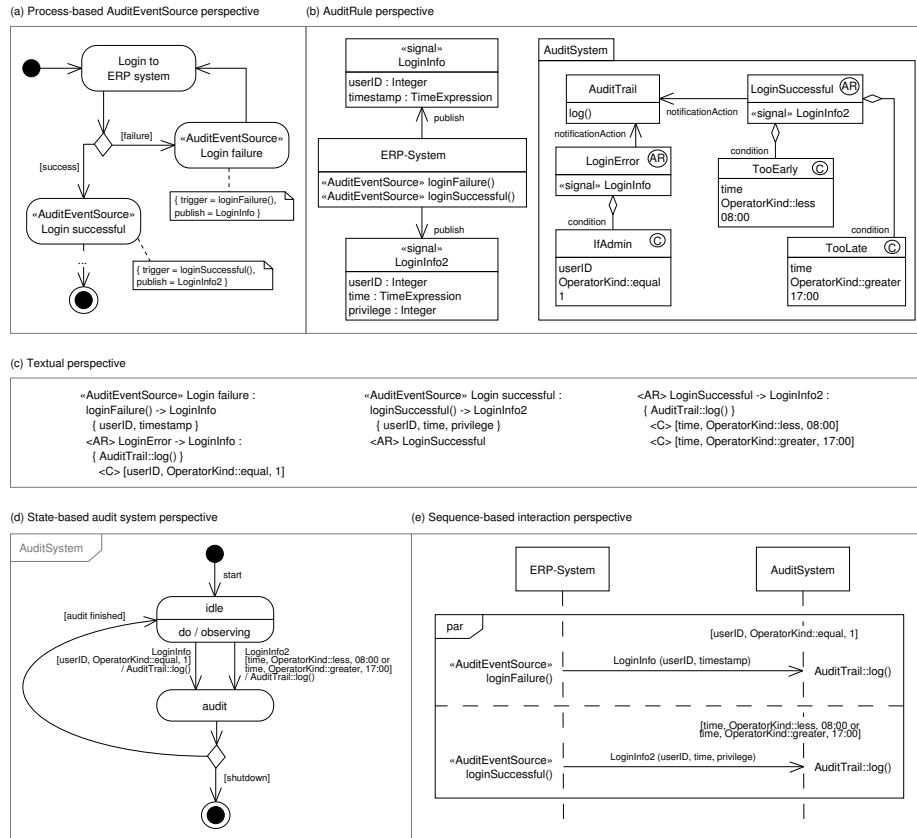 (a) Process-based AuditEventSource perspective
Login to
ERP system
[failure]
«AuditEventSource»
Login failure
[success]
{ trigger = loginFailure(),
publish = LoginInfo }
«AuditEventSource»
Login successful
...
{ trigger = loginSuccessful(),
publish = LoginInfo2 }
(b) AuditRule perspective
«signal»
LoginInfo
userID : Integer
timestamp : TimeExpression
publish
ERP-System
«AuditEventSource» loginFailure()
«AuditEventSource» loginSuccessful()
publish
«signal»
LoginInfo2
userID : Integer
time : TimeExpression
privilege : Integer
AuditSystem
AuditTrail
log()
notificationAction
LoginSuccessful
AR
«signal» LoginInfo2
notificationAction
LoginError
AR
«signal» LoginInfo
condition
TooEarly
C
time
OperatorKind::less
08:00
condition
IfAdmin
C
userID
OperatorKind::equal
1
condition
TooLate
C
time
OperatorKind::greater
17:00
(c) Textual perspective
«AuditEventSource» Login failure :
loginFailure() -> LoginInfo
{ userID, timestamp }
<AR> LoginError -> LoginInfo :
{ AuditTrail::log() }
<C> [userID, OperatorKind::equal, 1]
«AuditEventSource» Login successful :
loginSuccessful() -> LoginInfo2
{ userID, time, privilege }
<AR> LoginSuccessful
<AR> LoginSuccessful -> LoginInfo2 :
{ AuditTrail::log() }
<C> [time, OperatorKind::less, 08:00]
<C> [time, OperatorKind::greater, 17:00]
(d) State-based audit system perspective
AuditSystem
start
[audit finished]
idle
do / observing
LoginInfo
[userID, OperatorKind::equal, 1]
/ AuditTrail::log()
LoginInfo2
[time, OperatorKind::less, 08:00 or
time, OperatorKind::greater, 17:00]
/ AuditTrail::log()
audit
[shutdown]
(e) Sequence-based interaction perspective
ERP-System
AuditSystem
par
[userID, OperatorKind::equal, 1]
«AuditEventSource»
loginFailure()
LoginInfo (userID, timestamp)
AuditTrail::log()
[time, OperatorKind::less, 08:00 or
time, OperatorKind::greater, 17:00]
«AuditEventSource»
loginSuccessful()
LoginInfo2 (userID, time, privilege)
AuditTrail::log()